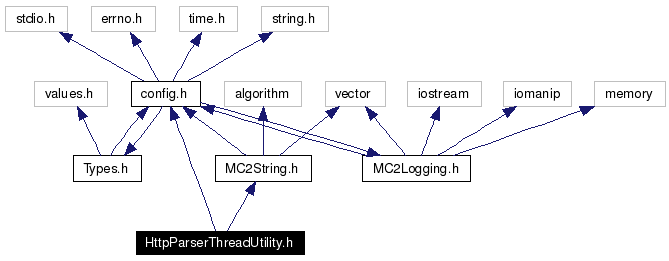 stdio.h errno.h time.h string.h
values.h config.h algorithm vector iostream iomanip memory
Types.h MC2String.h MC2Logging.h
HttpParserThreadUtility.h